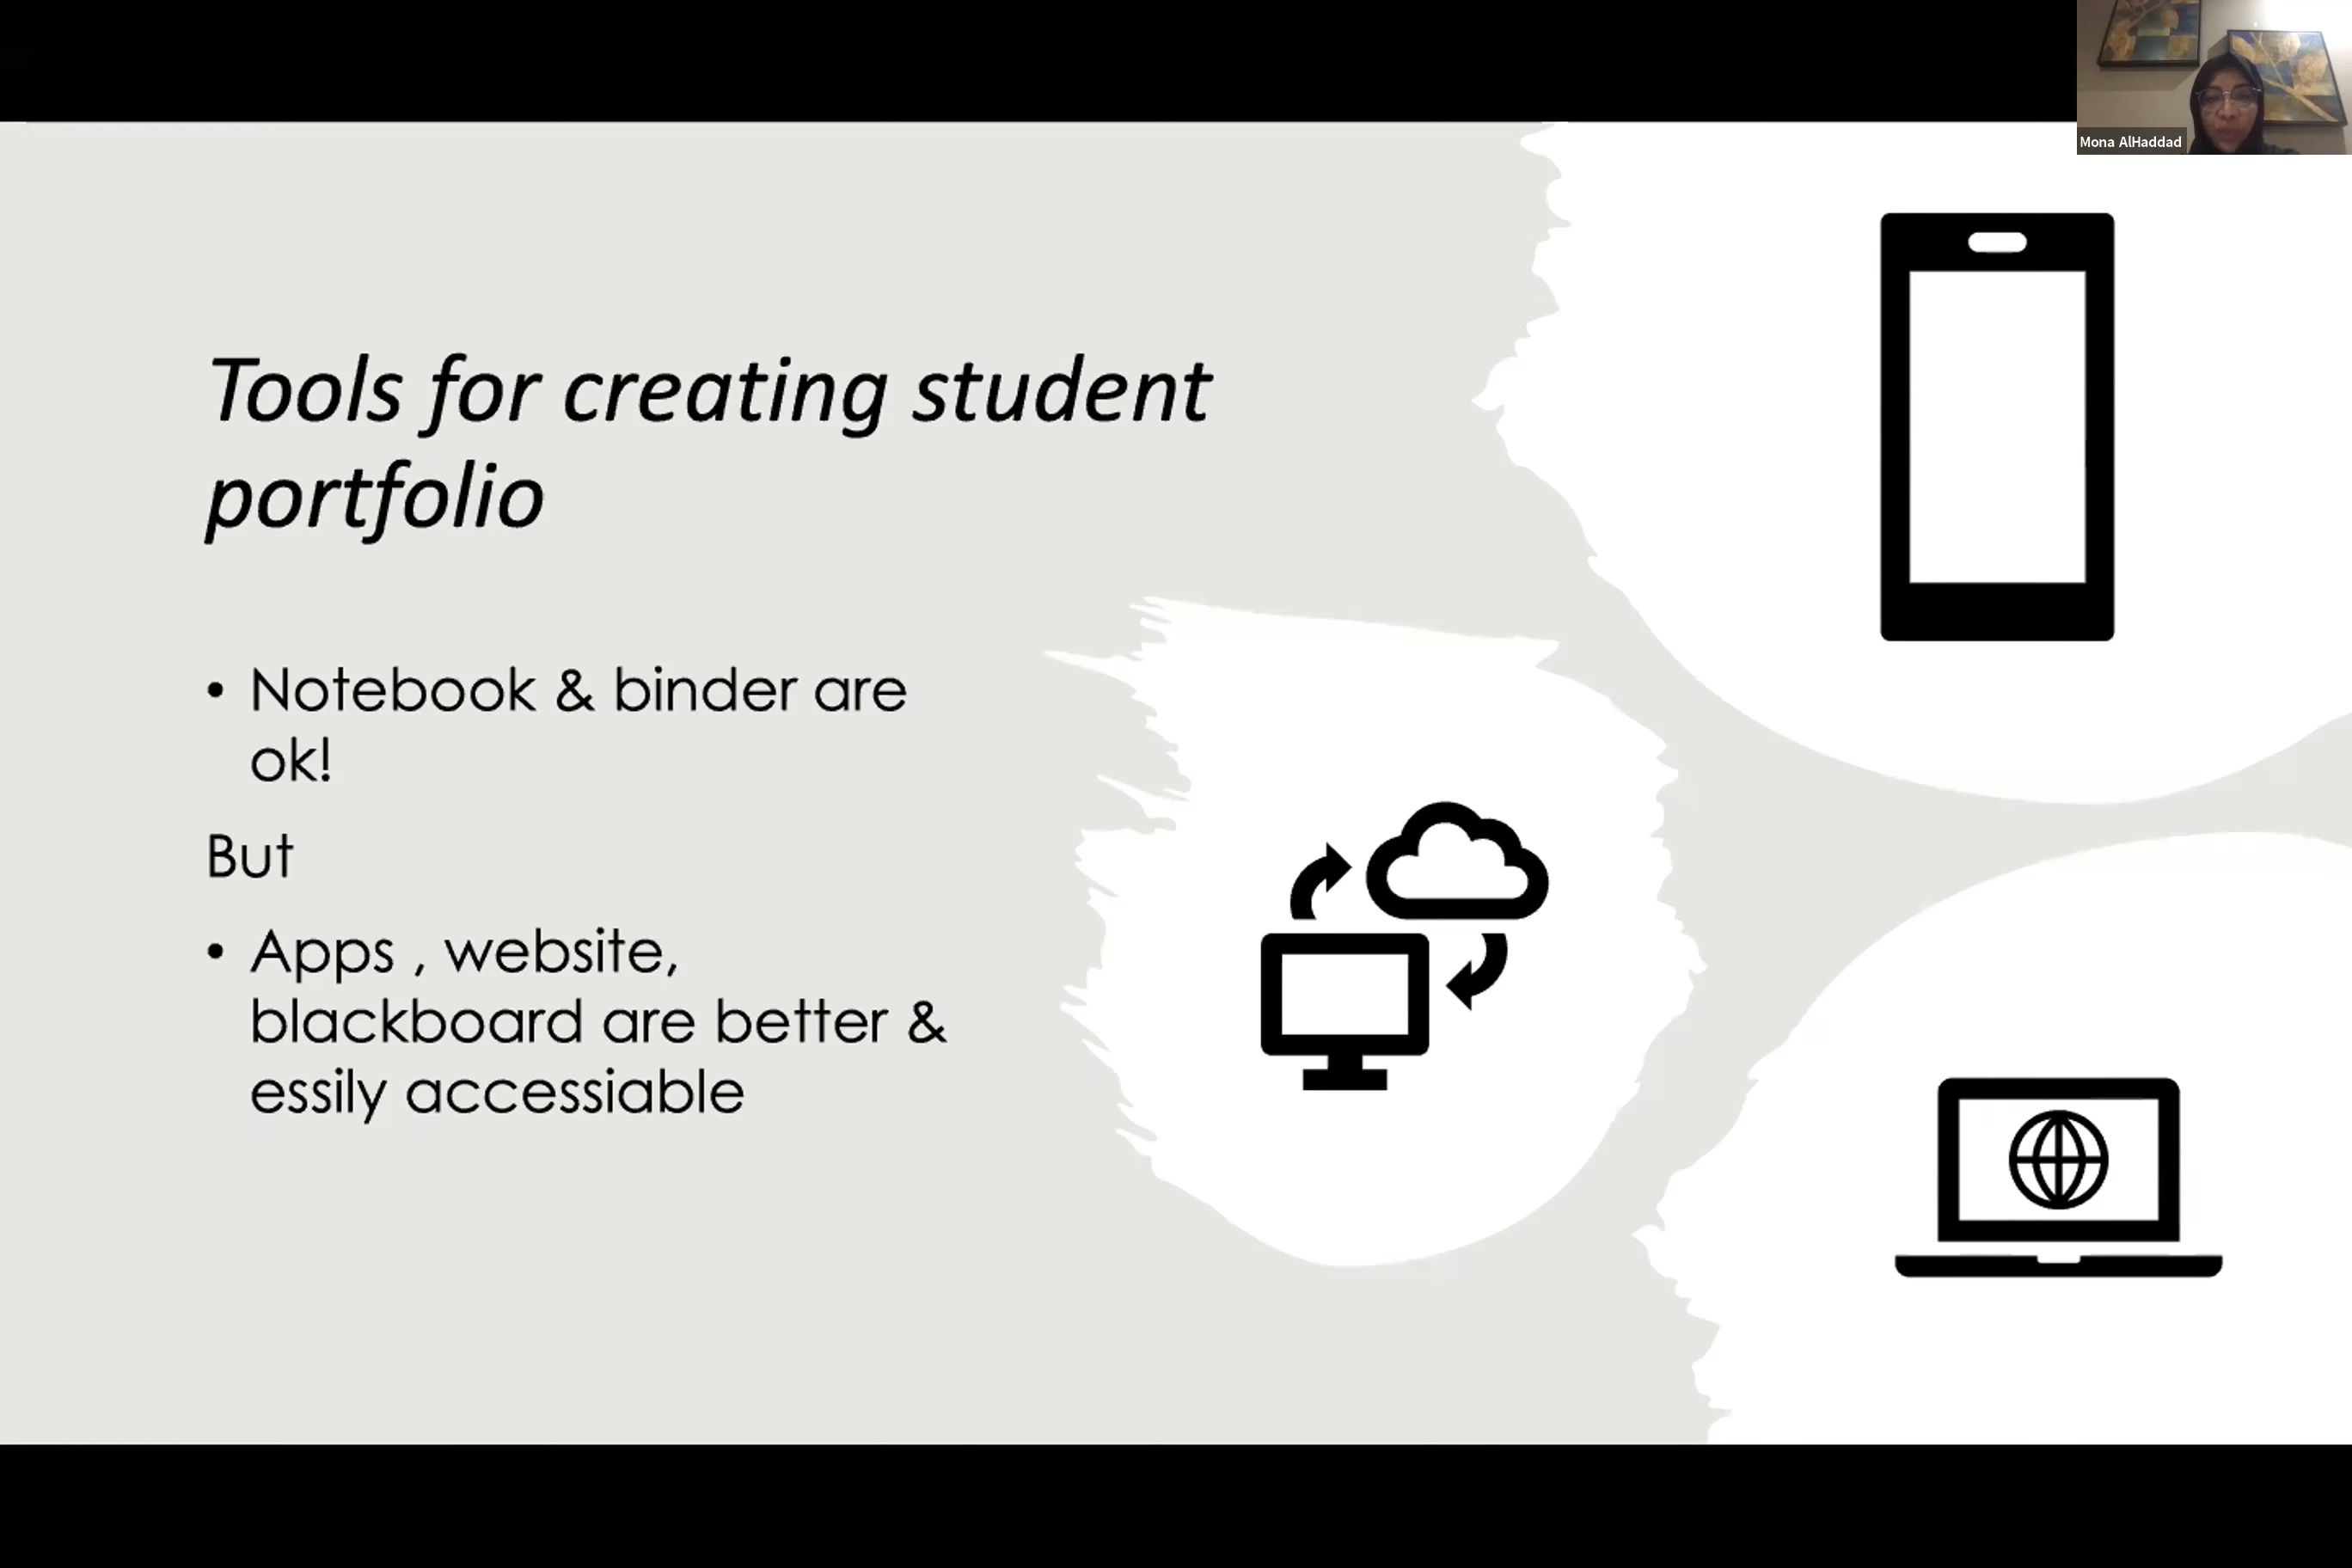 Mona AlHaddad
Tools for creating student
portfolio
• Notebook & binder are
ok!
But
• Apps , website,
blackboard are better &
essily accessiable